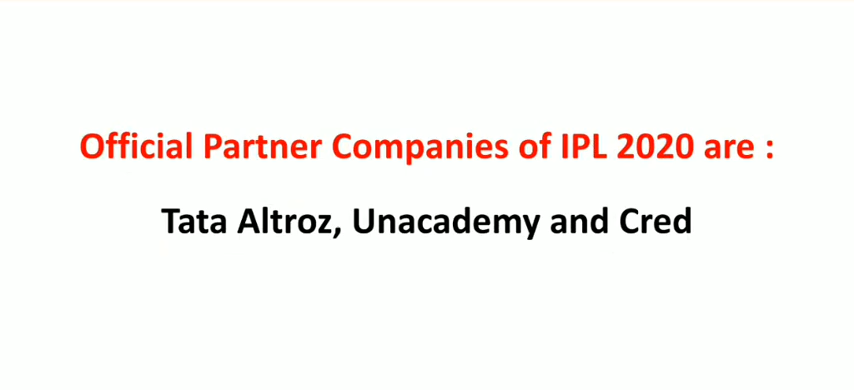 Official Partner Companies of IPL 2020 are :
Tata Altroz, Unacademy and Cred